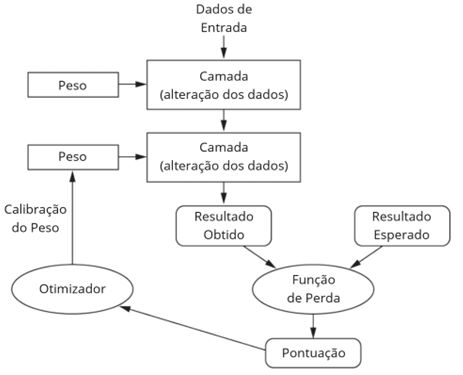 Dados de
Entrada
Peso
Camada
(alteração dos dados)
Peso
Camada
(alteração dos dados)
Calibração
do Peso
Resultado
Obtido
Resultado
Esperado
Otimizador
Função
de Perda
Pontuação